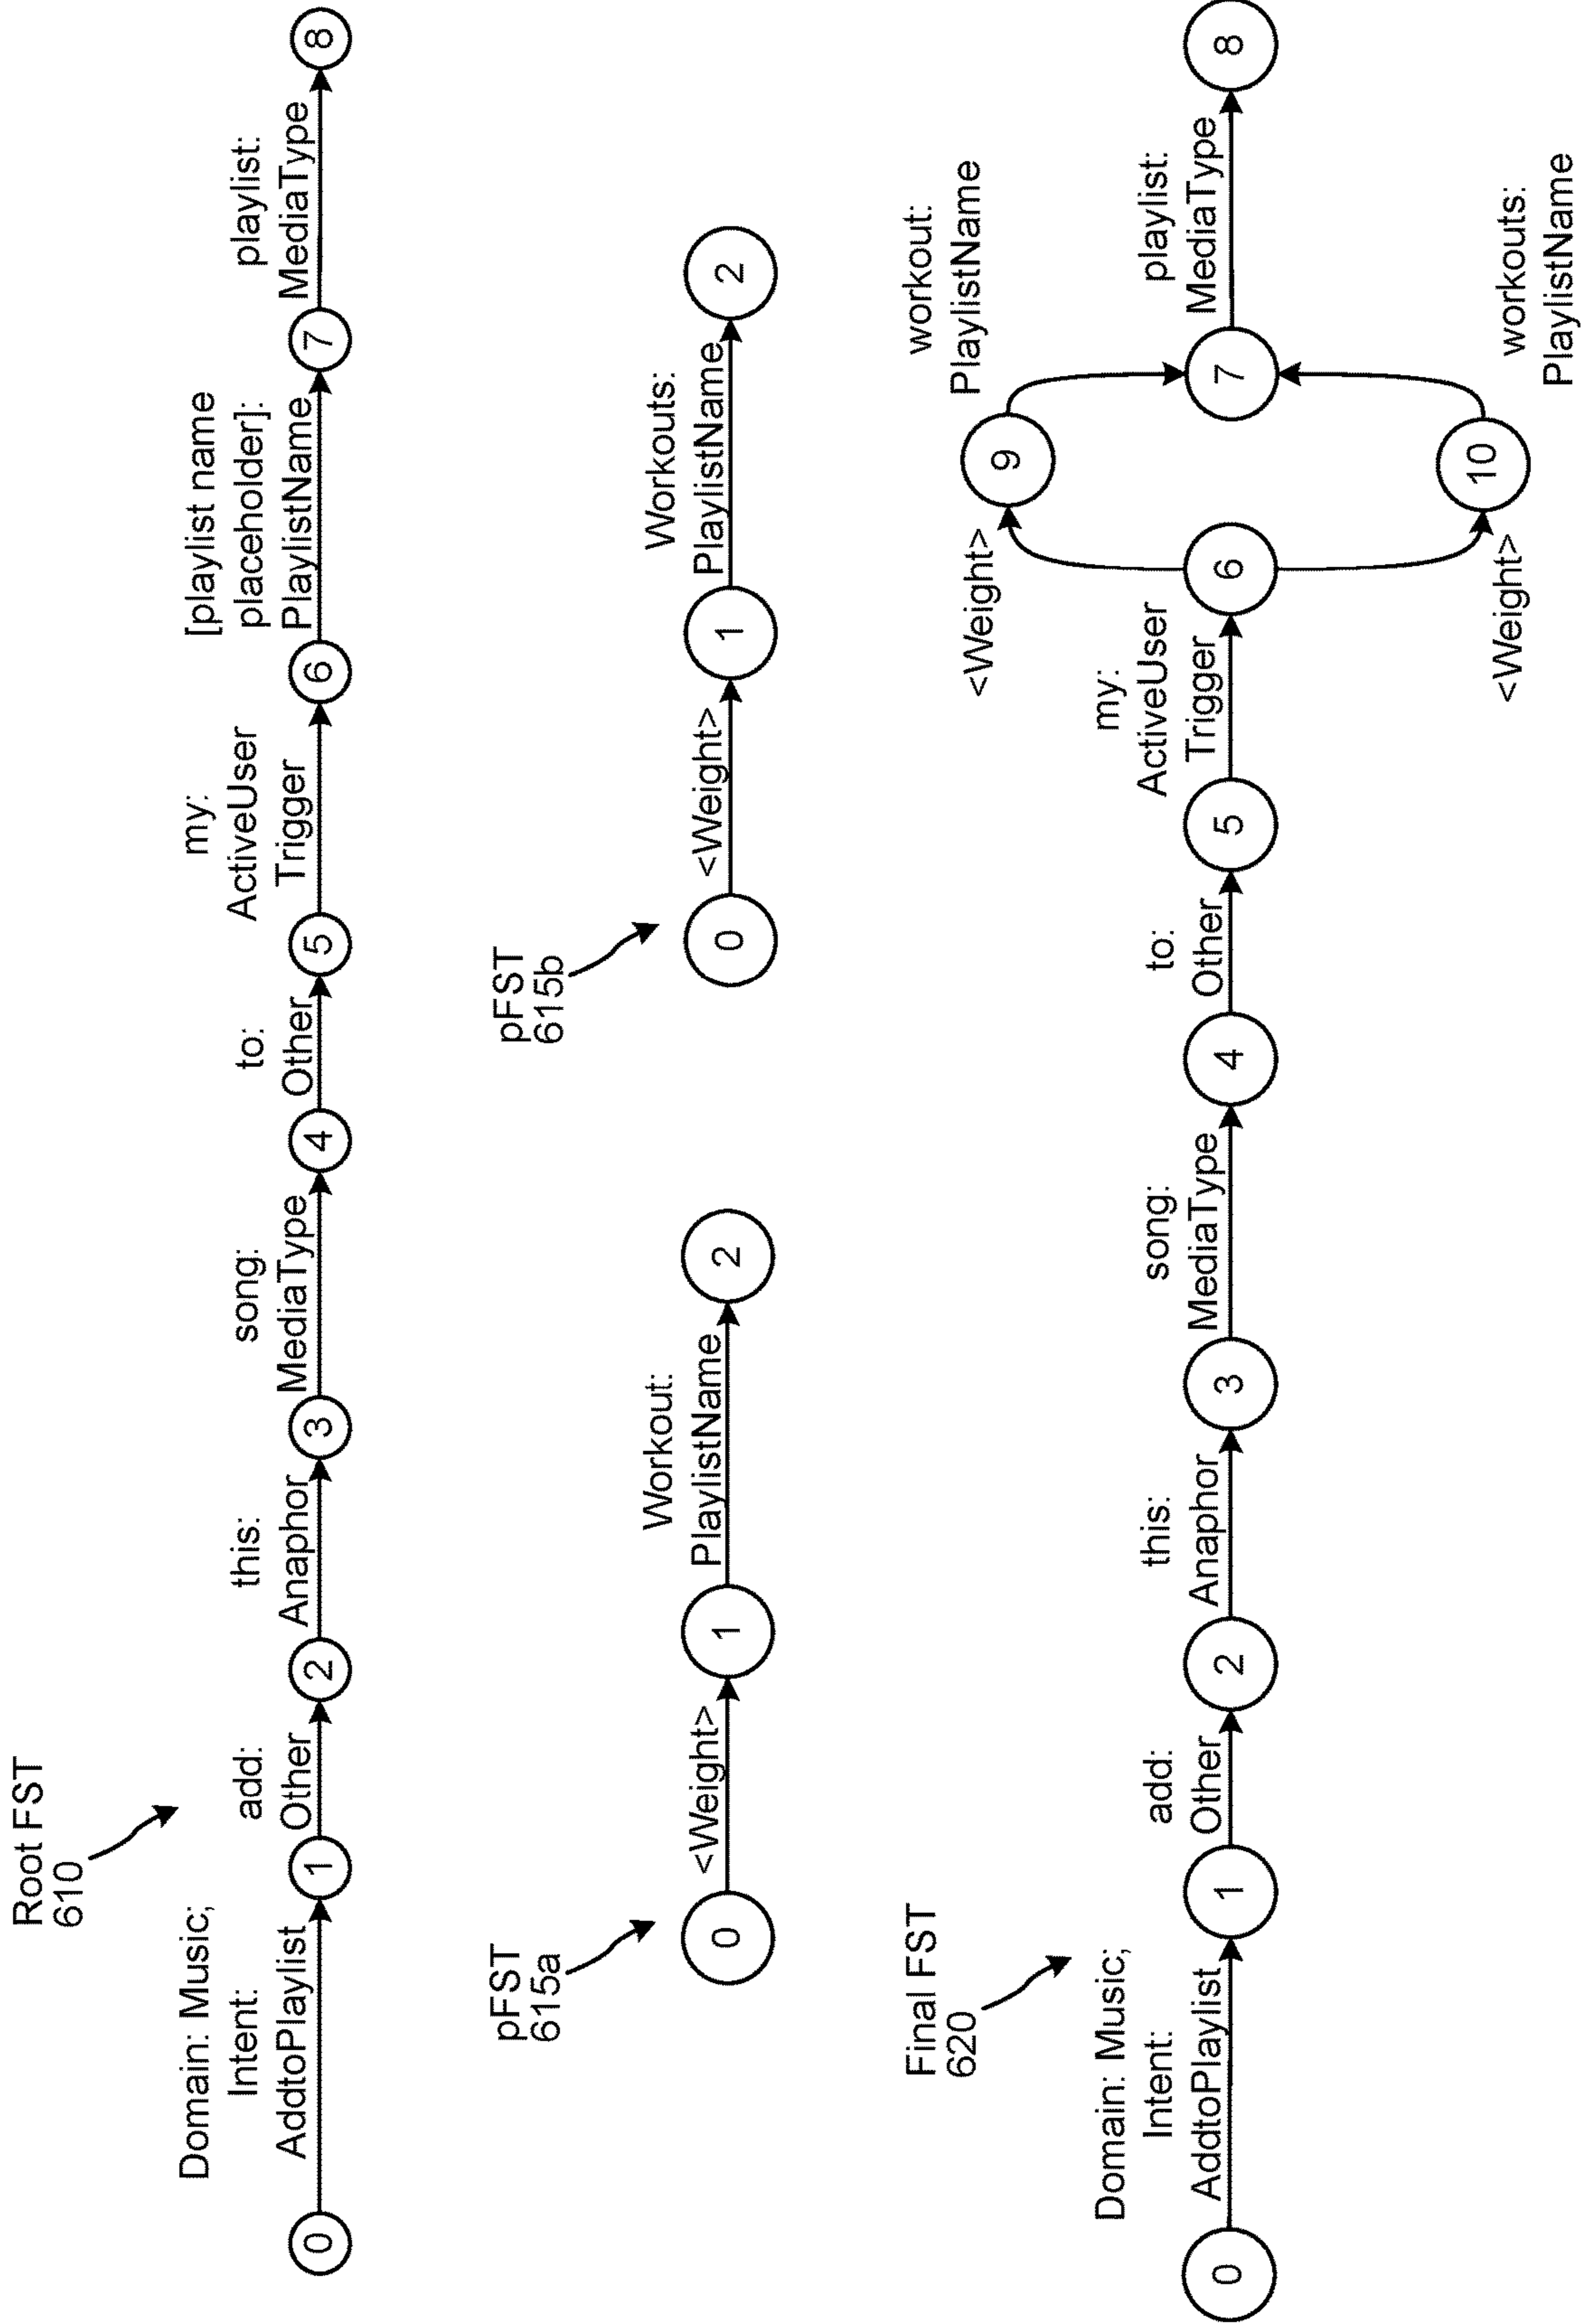 Root FST
610
Domain: Music;
Intent:
AddtoPlaylist
add:
Other
this:
Anaphor
song:
MediaType
to:
Other
my:
ActiveUser
Trigger
[playlist name
placeholder]:
PlaylistName
playlist:
MediaType
0
1
2
3
4
5
6
7
8
pFST
615a
<Weight>
Workout:
PlaylistName
0
1
2
pFST
615b
<Weight>
Workouts:
PlaylistName
0
1
2
Final FST
620
Domain: Music;
Intent:
AddtoPlaylist
add:
Other
this:
Anaphor
song:
MediaType
to:
Other
my:
ActiveUser
Trigger
<Weight>
workout:
PlaylistName
playlist:
MediaType
0
1
2
3
4
5
6
9
7
8
10
<Weight>
workouts:
PlaylistName